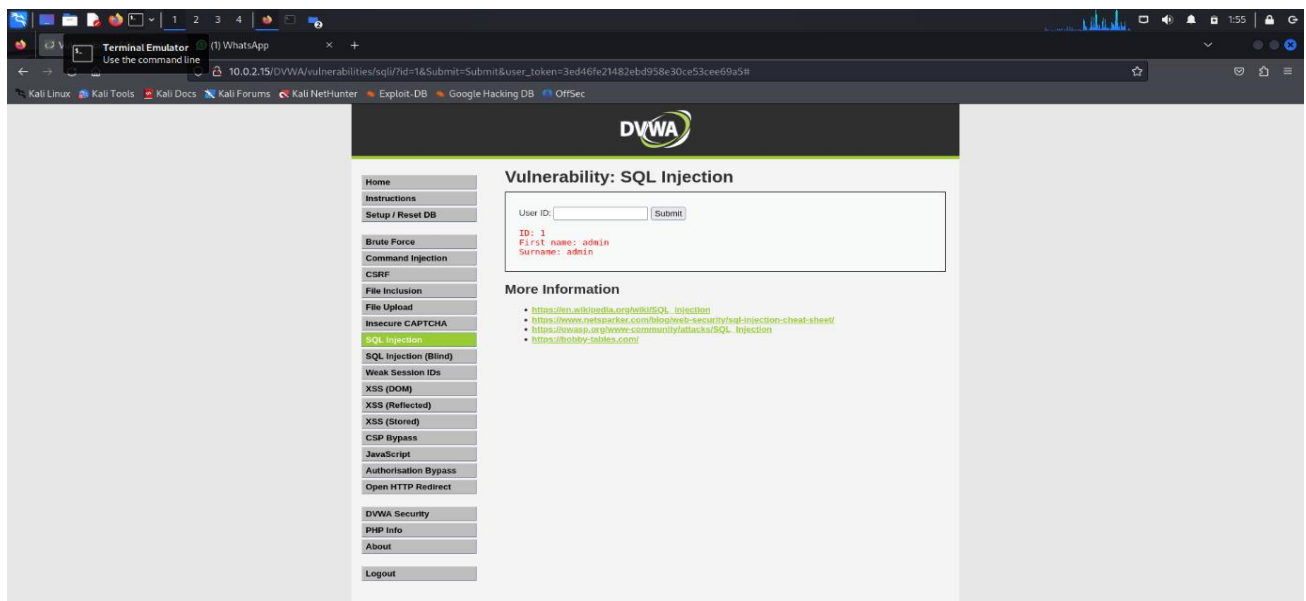 1 2 3 4
1:55
V
(1) WhatsApp
Terminal Emulator
Use the command line
10.0.2.15/DVWA/vulnerabilities/sqli/?id=1&Submit=Submit&user_token=3ed46fe21482ebd958e30ce53cee69a5#
Kali Linux Kali Tools Kali Docs Kali Forums Kali NetHunter Exploit-DB Google Hacking DB OffSec
DVWA
Home
Instructions
Setup / Reset DB
Brute Force
Command Injection
CSRF
File Inclusion
File Upload
Insecure CAPTCHA
SQL Injection
SQL Injection (Blind)
Weak Session IDs
XSS (DOM)
XSS (Reflected)
XSS (Stored)
CSP Bypass
JavaScript
Authorisation Bypass
Open HTTP Redirect
DVWA Security
PHP Info
About
Logout
Vulnerability: SQL Injection
User ID: Submit
ID: 1
First name: admin
Surname: admin
More Information
https://en.wikipedia.org/wiki/SQL_injection
https://www.netsparker.com/blog/web-security/sql-injection-cheat-sheet/
https://owasp.org/www-community/attacks/SQL_Injection
https://bobby-tables.com/